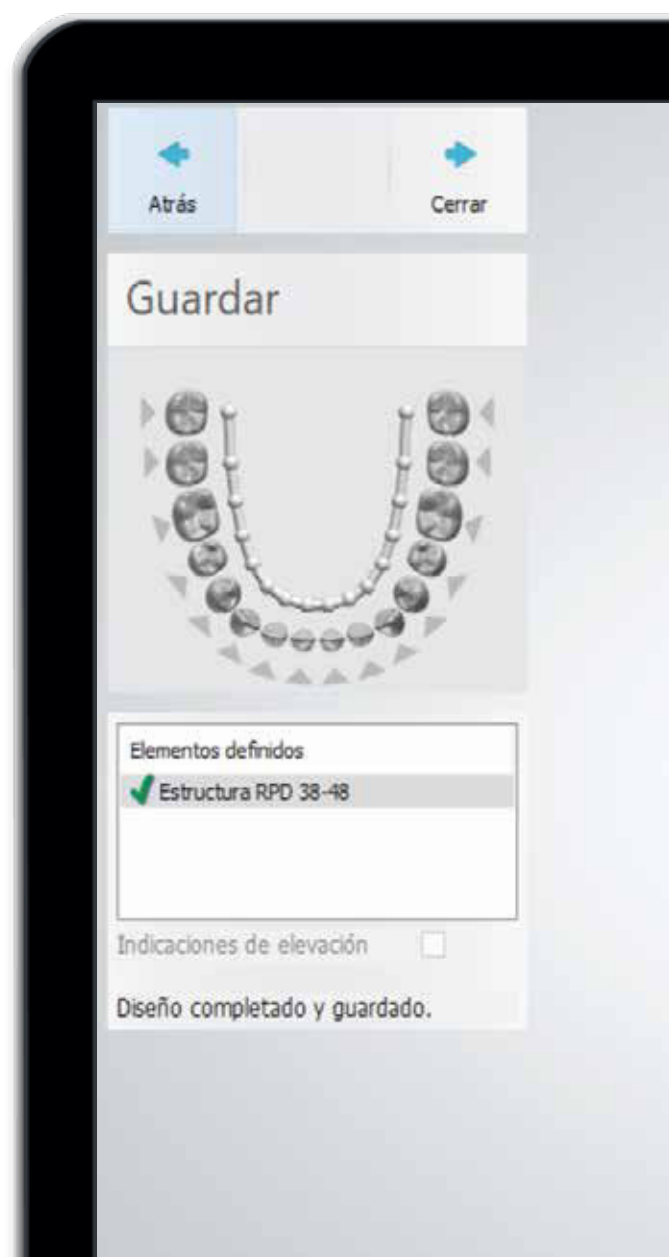 Atrás
Cerrar
Guardar
Elementos definidos
Estructura RPD 38-48
Indicaciones de elevación
Diseño completado y guardado.